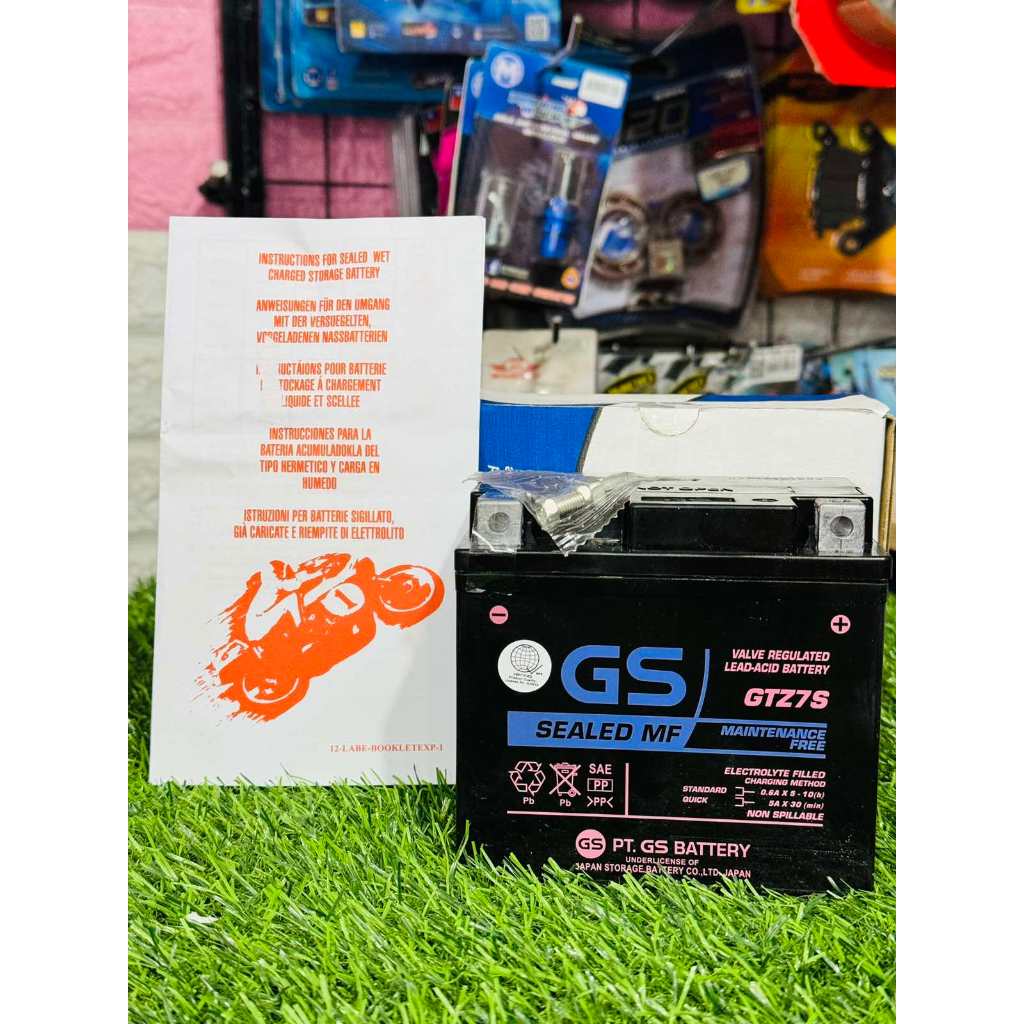 INSTRUCTIONS FOR SEALED WET
CHARGED STORAGE BATTERY
ANWEISUNGEN FÜR DEN UMGANG
MIT DER VERSUEGELTEN,
VORGELADENEN NASSBATTERIEN
POUR BATTERIE
À CHARGEMENT
ET SCELLEE
INSTRUCCIONES PARA LA
BATERIA ACUMULADOKLA DEL
TIPO HERMETICO Y CARGA EN
HUMEDO
ISTRUZIONI PER BATTERIE SIGILLATO,
GIÀ CARICATE E RIEMPITE DI ELETTROLITO
12-LABE-BOOKLETEXP-1
- +
GS
VALVE REGULATED
LEAD-ACID BATTERY
GTZ7S
SEALED MF
MAINTENANCE
FREE
Pb
Pb
SAE
PP
>PP<
ELECTROLYTE FILLED
CHARGING METHOD
STANDARD 0.6A X 5 - 10(h)
QUICK 5A X 30 (min)
NON SPILLABLE
GS PT. GS BATTERY
UNDERLICENSE OF
JAPAN STORAGE BATTERY CO.,LTD. JAPAN